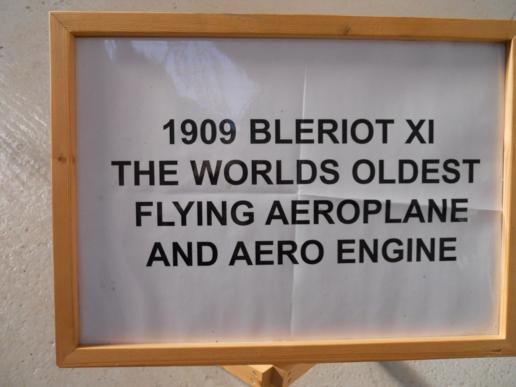 1909 BLERIOT XI
THE WORLDS OLDEST
FLYING AEROPLANE
AND AERO ENGINE